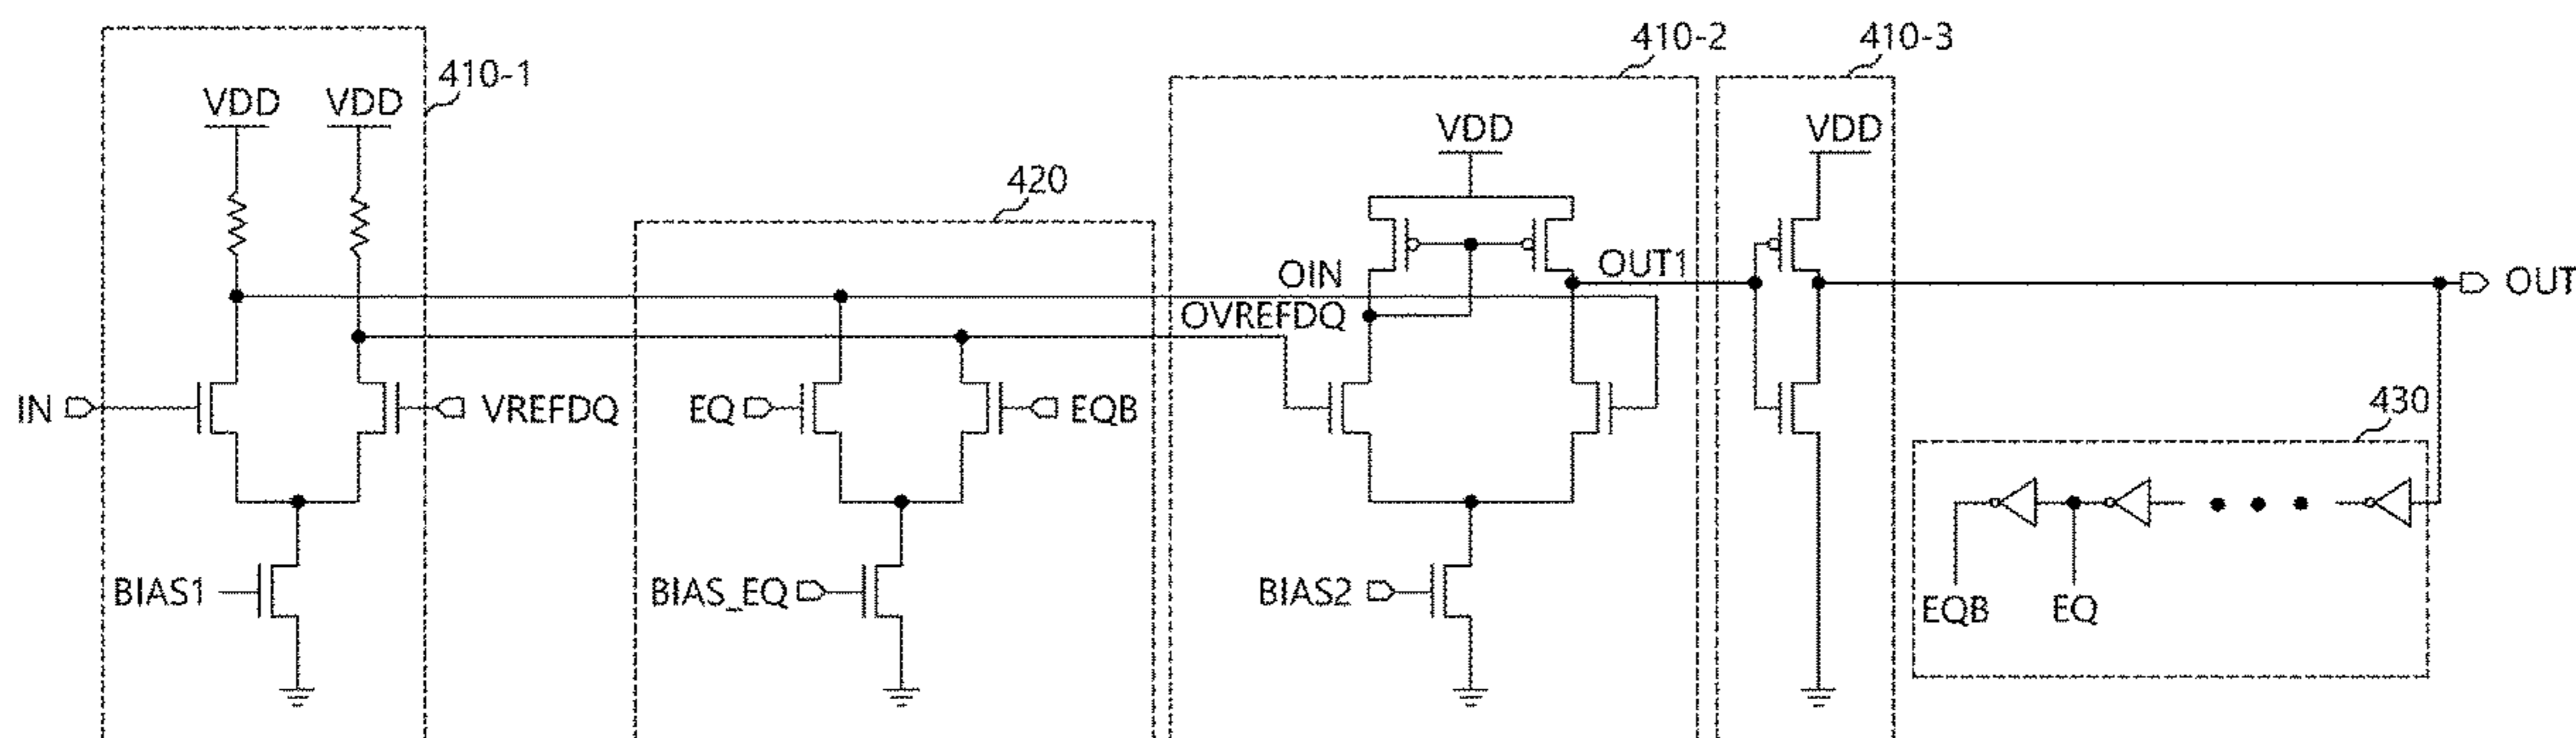 410-1
410-2
410-3
VDD
VDD
VDD
VDD
420
OIN
OUT1
OUT
OVREFDQ
IN
VREFDQ
EQ
EQB
430
BIAS1
BIAS_EQ
BIAS2
EQB
EQ